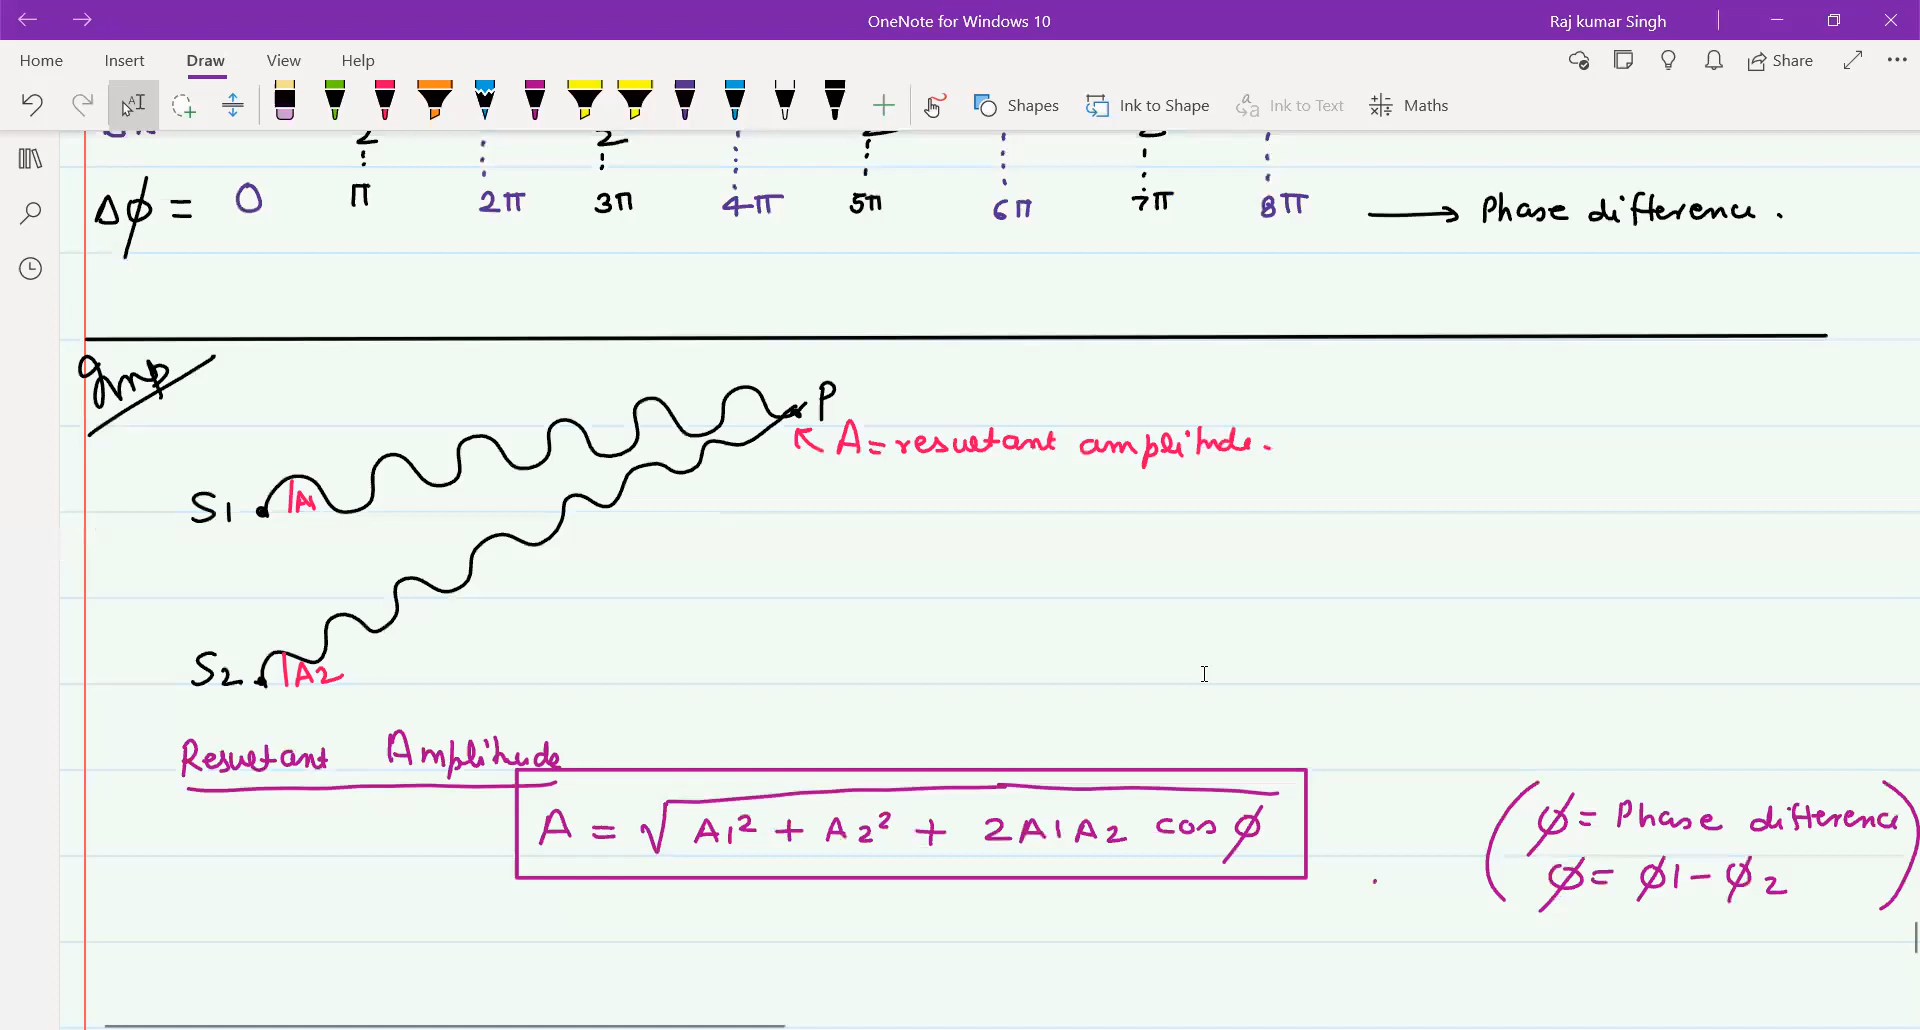 OneNote for Windows 10
Raj kumar Singh
Home Insert Draw View Help
Share
Shapes Ink to Shape Ink to Text Maths
Δϕ = 0 π 2π 3π 4π 5π 6π 7π 8π → Phase difference.
Imp
P
A = resultant amplitude.
S1 A1
S2 A2
Resultant Amplitude
A = √A1² + A2² + 2A1A2 cos ϕ
(ϕ = Phase difference
ϕ = ϕ1 - ϕ2)